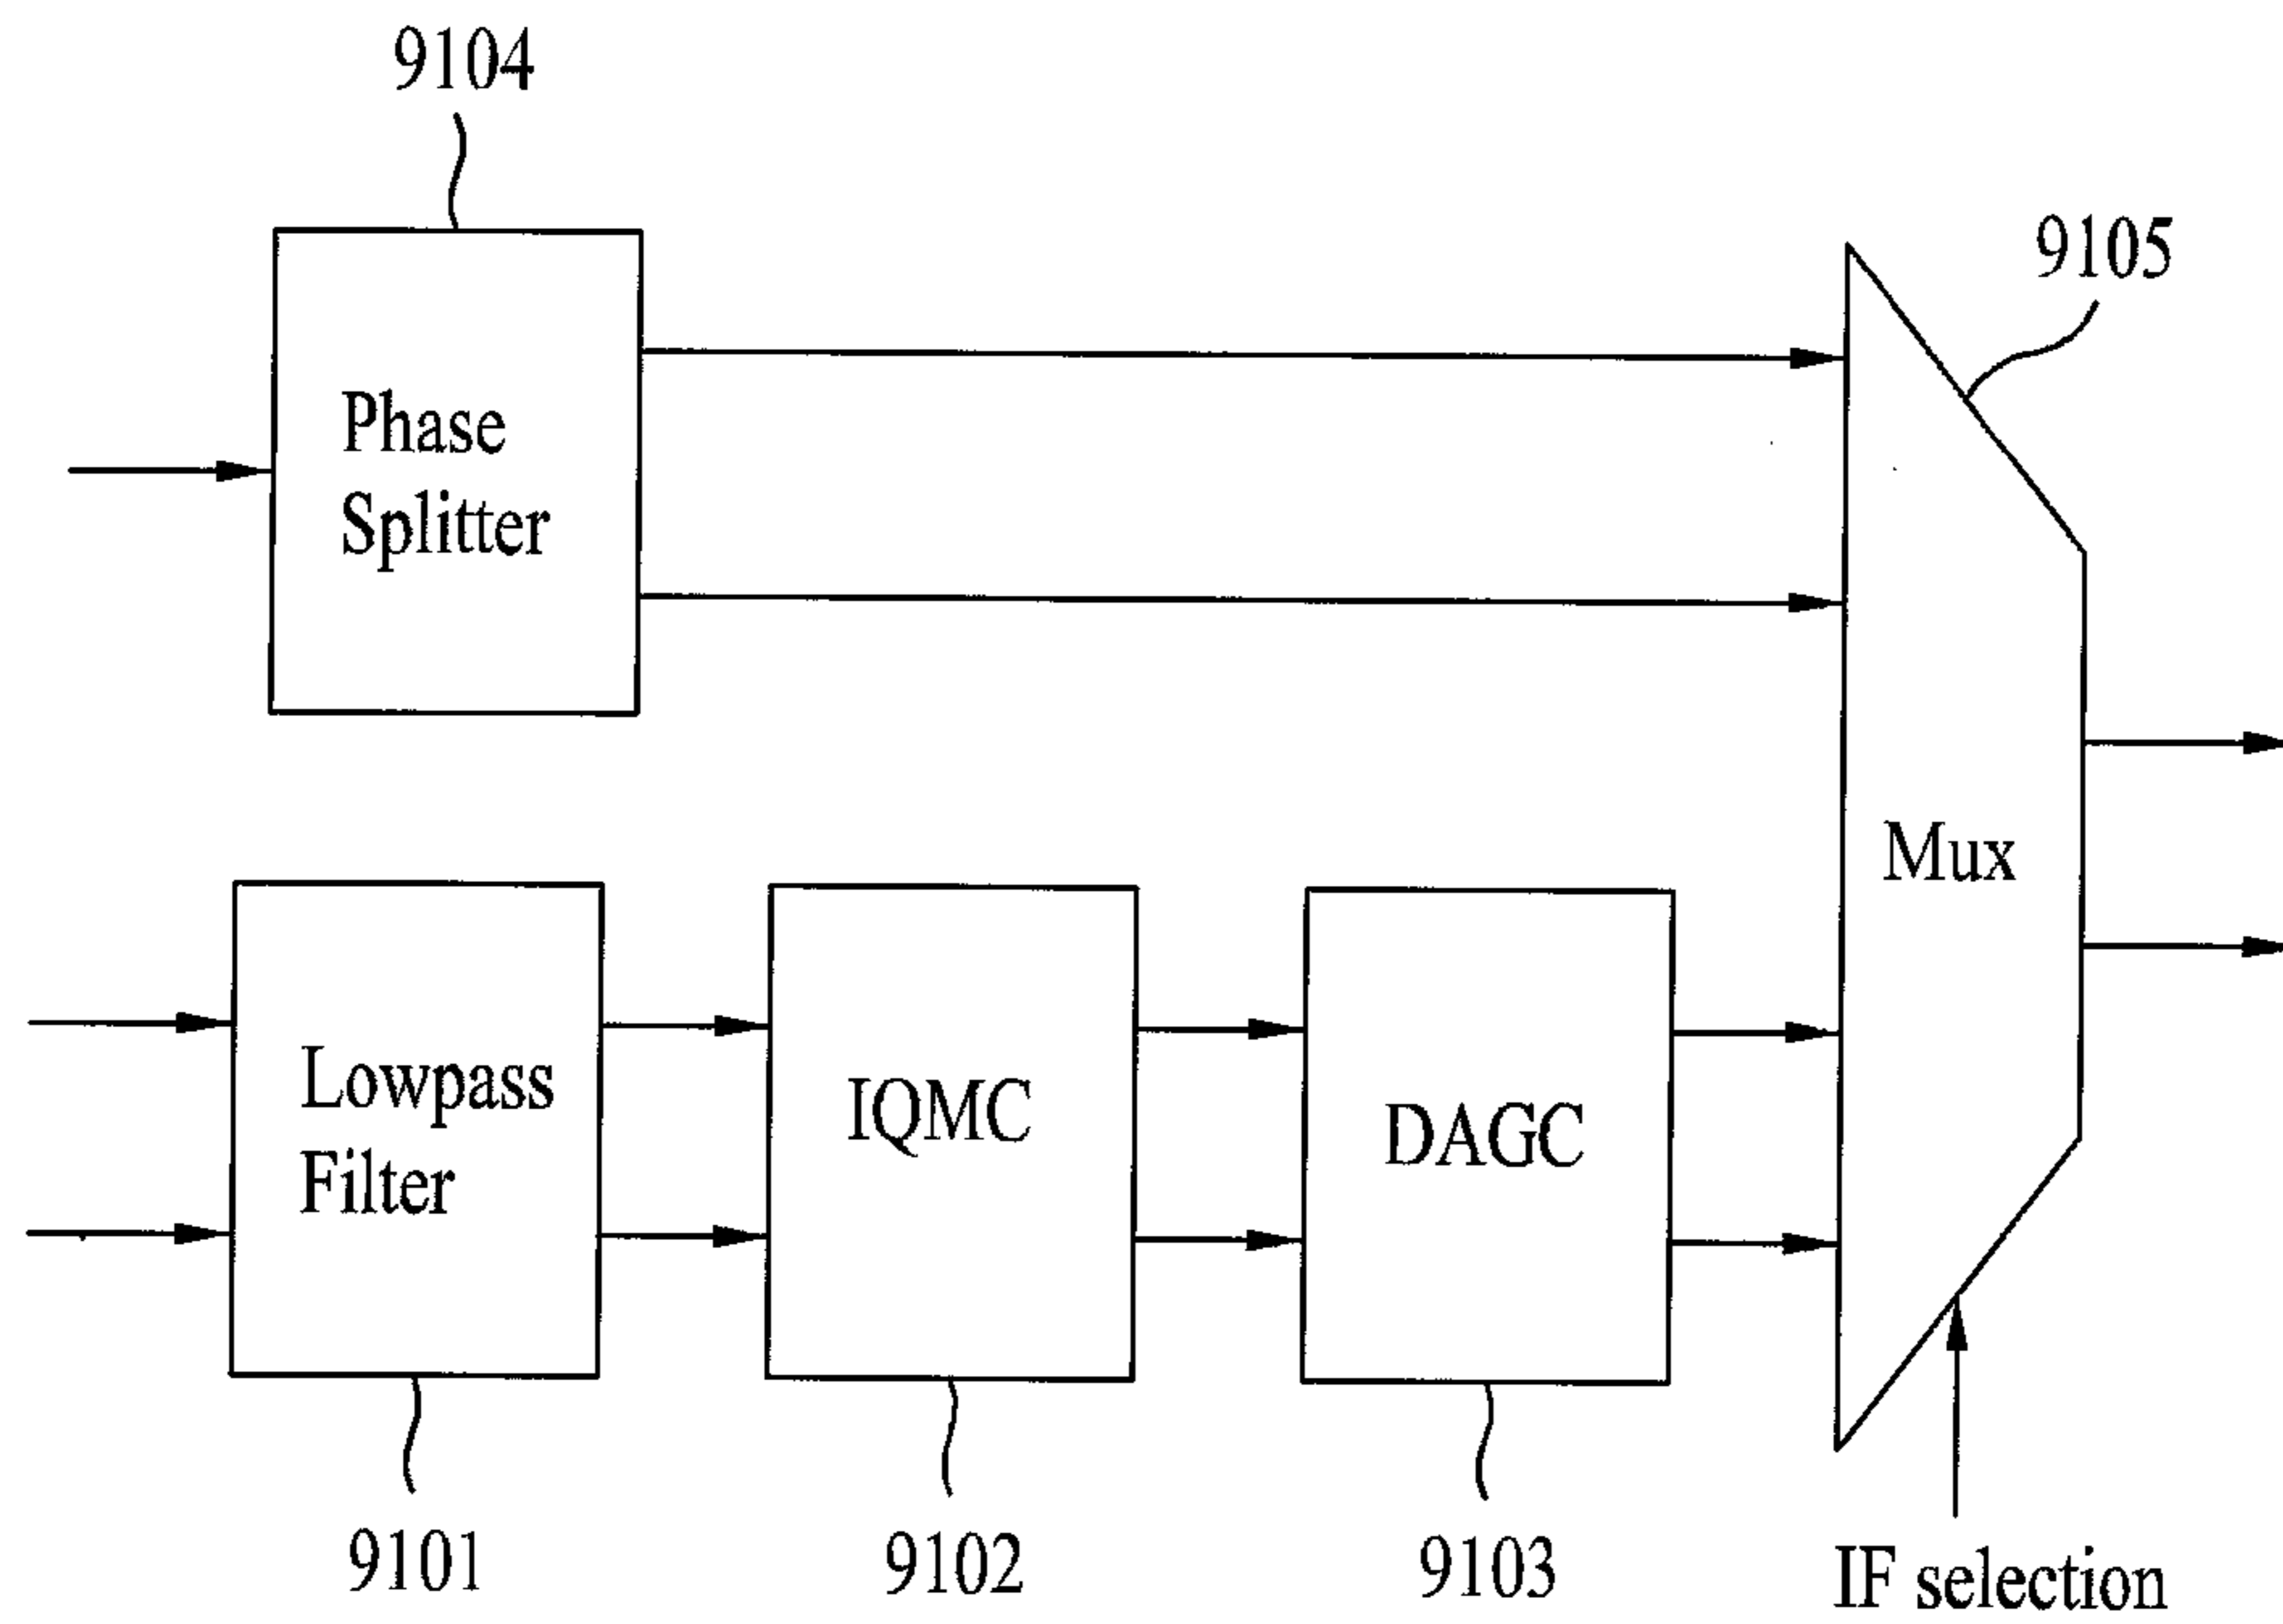 9104
9105
Phase
Splitter
Mux
Lowpass
Filter
IQMC
DAGC
9101
9102
9103
IF selection